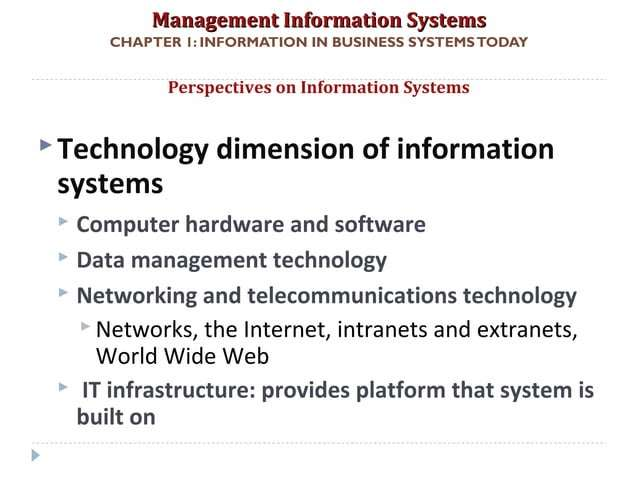 Management Information Systems
CHAPTER 1: INFORMATION IN BUSINESS SYSTEMS TODAY
Perspectives on Information Systems
Technology dimension of information
systems
Computer hardware and software
Data management technology
Networking and telecommunications technology
Networks, the Internet, intranets and extranets,
World Wide Web
IT infrastructure: provides platform that system is
built on